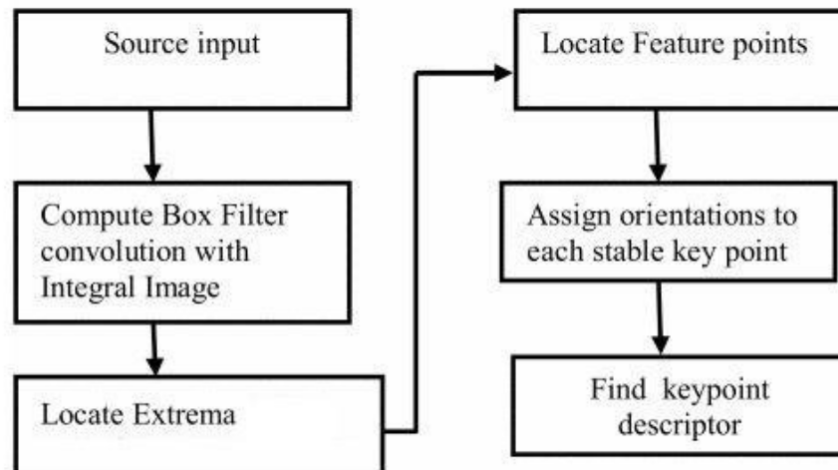 Source input
Compute Box Filter
convolution with
Integral Image
Locate Extrema
Locate Feature points
Assign orientations to
each stable key point
Find keypoint
descriptor